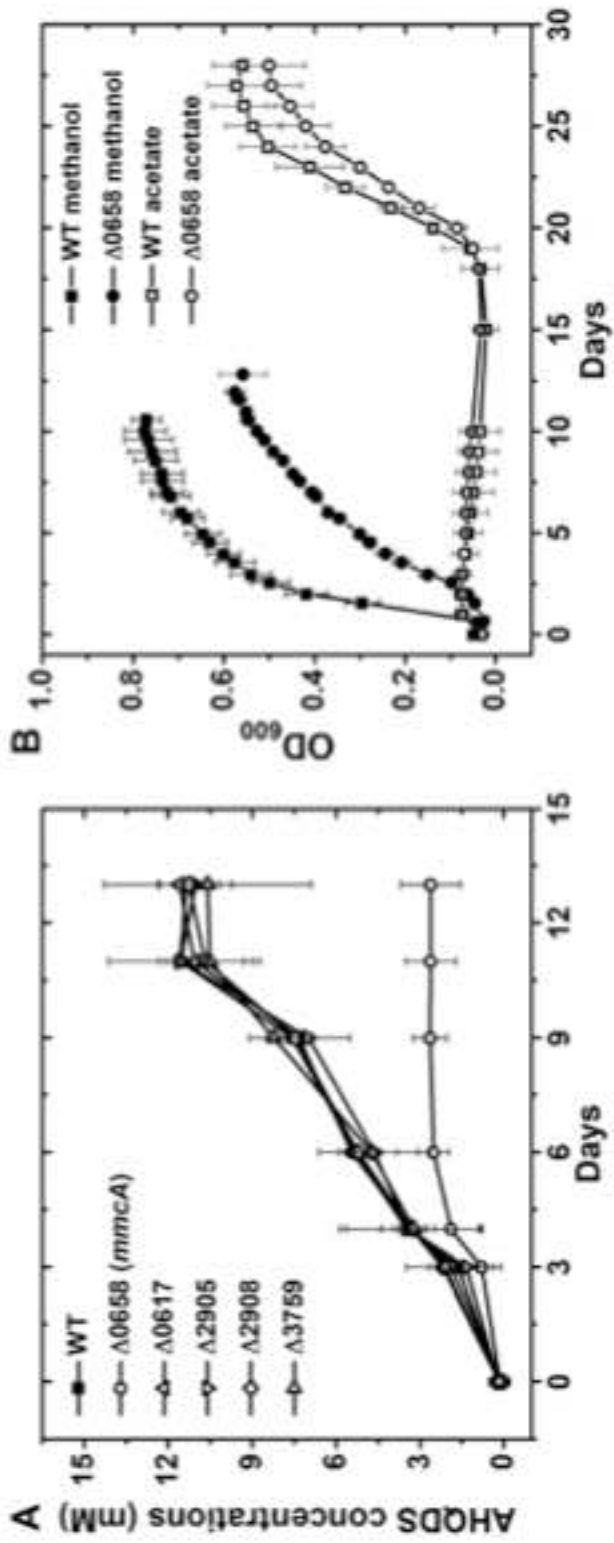 A
AHQDS concentrations (mM)
15
12
9
6
3
0
WT
Δ0658 (mmcA)
Δ0617
Δ2905
Δ2908
Δ3759
0
3
6
9
12
15
Days
B
OD600
1.0
0.8
0.6
0.4
0.2
0.0
WT methanol
Δ0658 methanol
WT acetate
Δ0658 acetate
0
5
10
15
20
25
30
Days